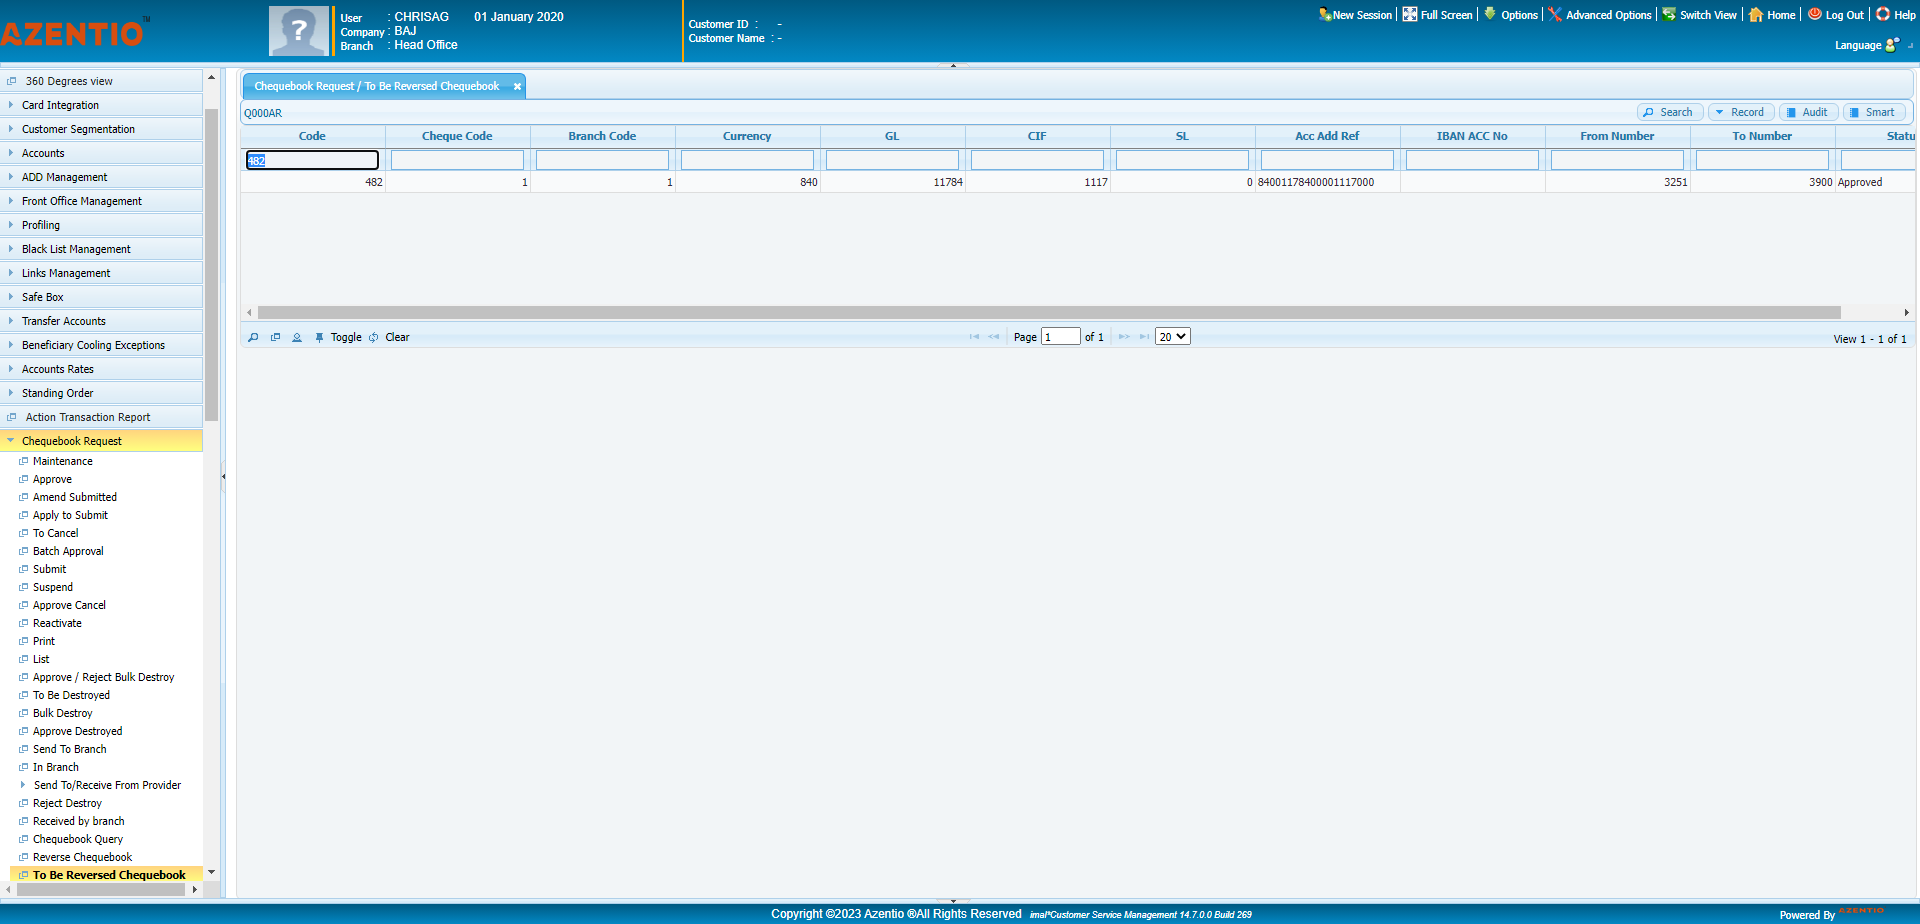 AZENTIO™
User : CHRISAG 01 January 2020
Company : BAJ
Branch : Head Office
Customer ID : -
Customer Name : -
New Session Full Screen Options Advanced Options Switch View Home Log Out Help
Language
360 Degrees view
Card Integration
Customer Segmentation
Accounts
ADD Management
Front Office Management
Profiling
Black List Management
Links Management
Safe Box
Transfer Accounts
Beneficiary Cooling Exceptions
Accounts Rates
Standing Order
Action Transaction Report
Chequebook Request
Maintenance
Approve
Amend Submitted
Apply to Submit
To Cancel
Batch Approval
Submit
Suspend
Approve Cancel
Reactivate
Print
List
Approve / Reject Bulk Destroy
To Be Destroyed
Bulk Destroy
Approve Destroyed
Send To Branch
In Branch
Send To/Receive From Provider
Reject Destroy
Received by branch
Chequebook Query
Reverse Chequebook
To Be Reversed Chequebook
Chequebook Request / To Be Reversed Chequebook
Q000AR
Search Record Audit Smart
Code Cheque Code Branch Code Currency GL CIF SL Acc Add Ref IBAN ACC No From Number To Number Statu
482
482 1 1 840 11784 1117 0 84001178400001117000 3251 3900 Approved
Toggle Clear Page 1 of 1 20 View 1 - 1 of 1
Copyright ©2023 Azentio ®All Rights Reserved imal*Customer Service Management 14.7.0.0 Build 269
Powered By AZENTIO